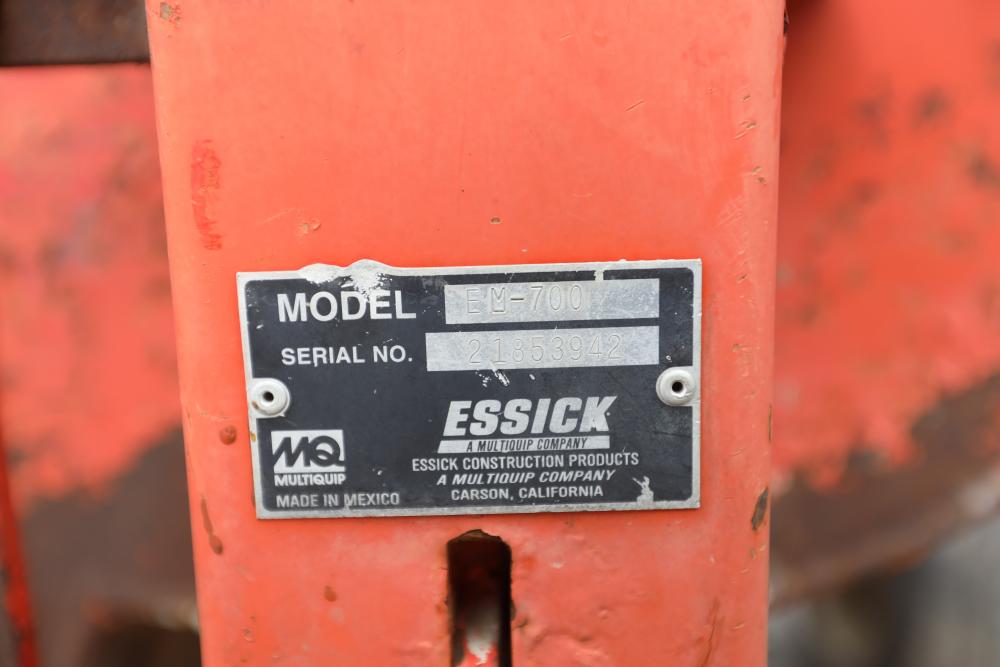 MODEL EM-700
SERIAL NO. 21853942
ESSICK
A MULTIQUIP COMPANY
MQ
MULTIQUIP
ESSICK CONSTRUCTION PRODUCTS
A MULTIQUIP COMPANY
CARSON, CALIFORNIA
MADE IN MEXICO